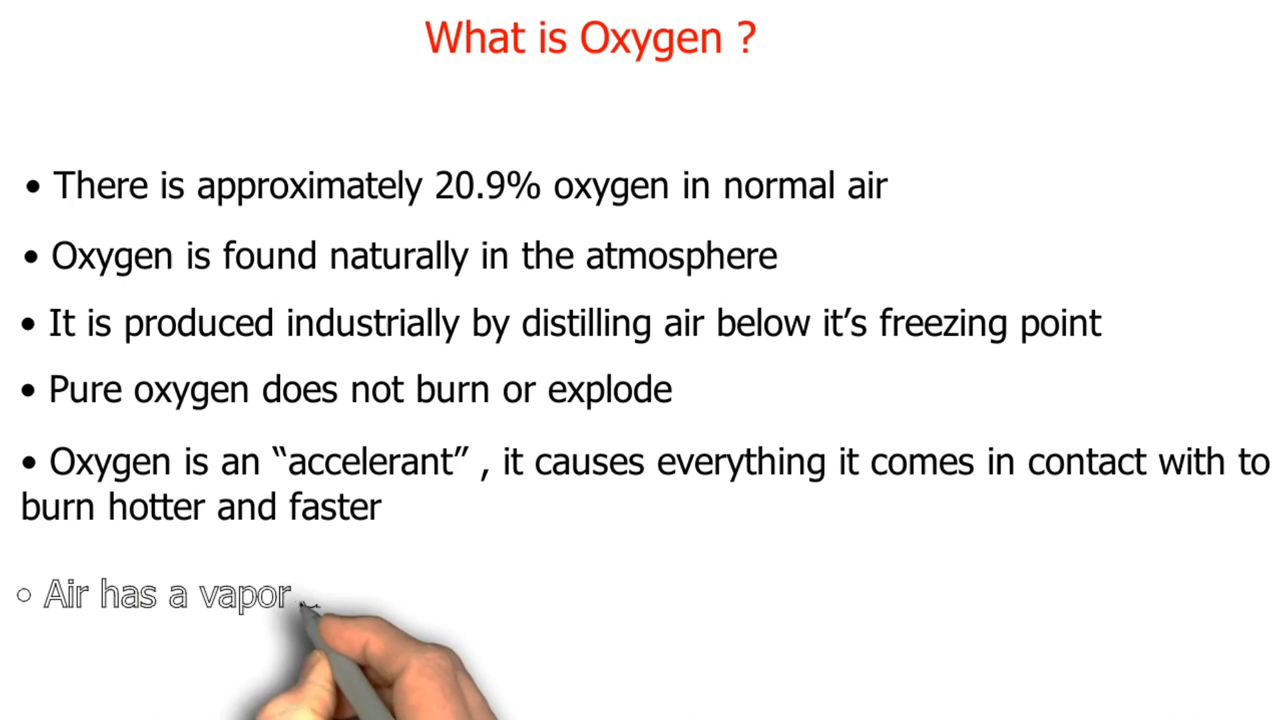 What is Oxygen ?
• There is approximately 20.9% oxygen in normal air
• Oxygen is found naturally in the atmosphere
• It is produced industrially by distilling air below it’s freezing point
• Pure oxygen does not burn or explode
• Oxygen is an “accelerant” , it causes everything it comes in contact with to
burn hotter and faster
• Air has a vapor